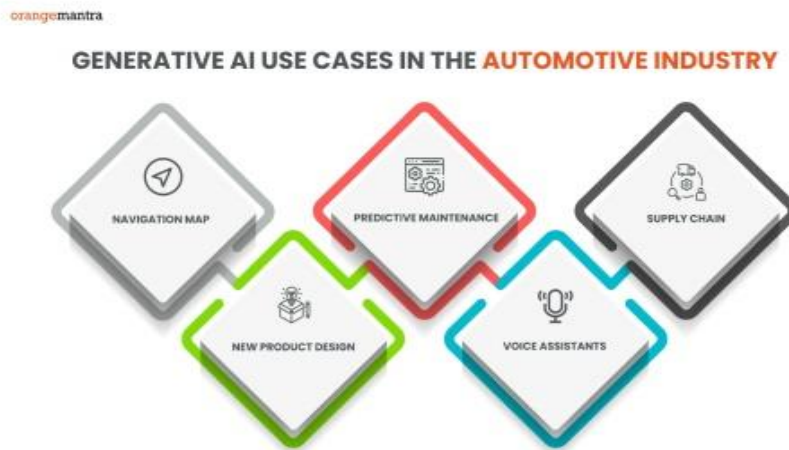 orangemantra
GENERATIVE AI USE CASES IN THE AUTOMOTIVE INDUSTRY
NAVIGATION MAP
PREDICTIVE MAINTENANCE
SUPPLY CHAIN
NEW PRODUCT DESIGN
VOICE ASSISTANTS